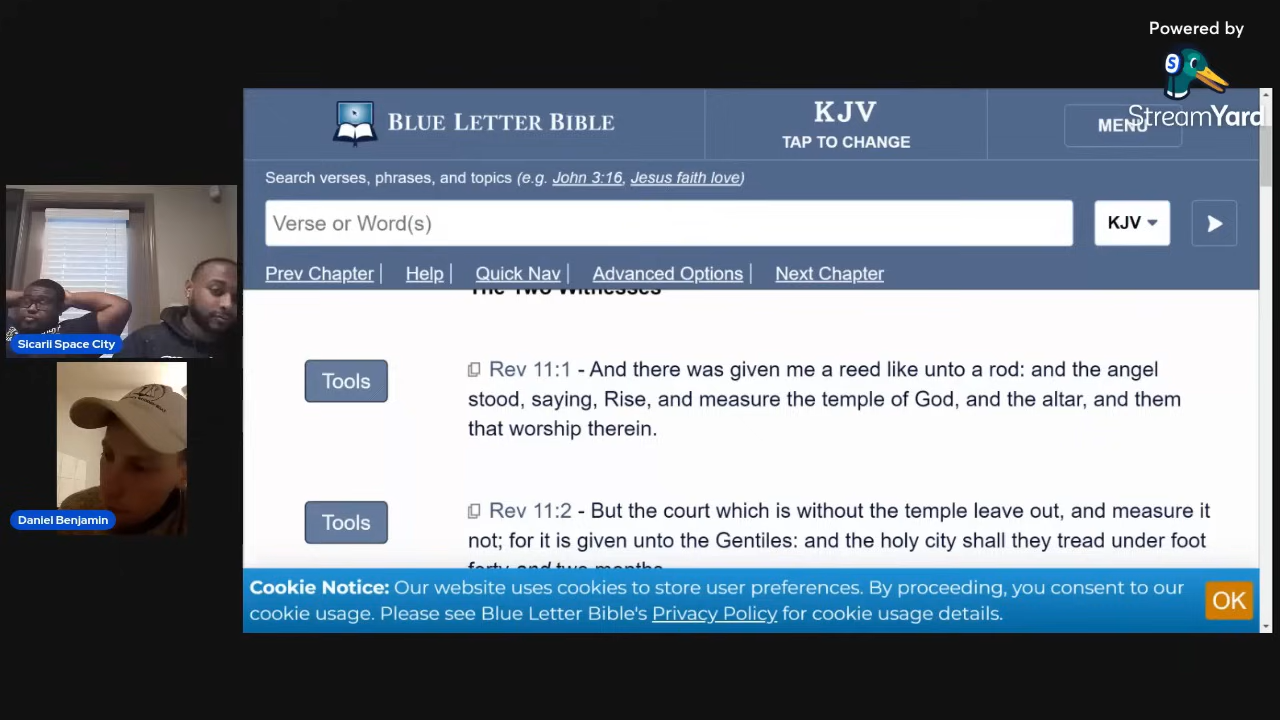 Powered by
StreamYard
BLUE LETTER BIBLE
KJV
TAP TO CHANGE
MENU
Search verses, phrases, and topics (e.g. John 3:16, Jesus faith love)
Verse or Word(s)
KJV
Prev Chapter | Help | Quick Nav | Advanced Options | Next Chapter
The Two Witnesses
Tools
Rev 11:1 - And there was given me a reed like unto a rod: and the angel
stood, saying, Rise, and measure the temple of God, and the altar, and them
that worship therein.
Tools
Rev 11:2 - But the court which is without the temple leave out, and measure it
not; for it is given unto the Gentiles: and the holy city shall they tread under foot
forty and two months.
Cookie Notice: Our website uses cookies to store user preferences. By proceeding, you consent to our
cookie usage. Please see Blue Letter Bible's Privacy Policy for cookie usage details.
OK
Sicarii Space City
Daniel Benjamin